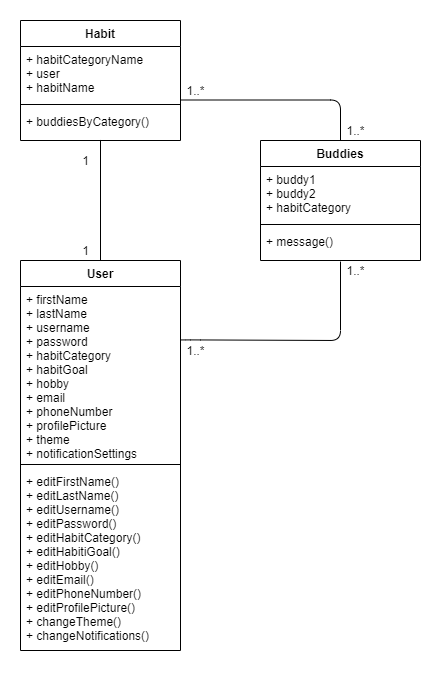 Habit
+ habitCategoryName
+ user
+ habitName
+ buddiesByCategory()
1..*
1..*
Buddies
+ buddy1
+ buddy2
+ habitCategory
+ message()
1
1
1..*
1..*
User
+ firstName
+ lastName
+ username
+ password
+ habitCategory
+ habitGoal
+ hobby
+ email
+ phoneNumber
+ profilePicture
+ theme
+ notificationSettings
+ editFirstName()
+ editLastName()
+ editUsername()
+ editPassword()
+ editHabitCategory()
+ editHabitiGoal()
+ editHobby()
+ editEmail()
+ editPhoneNumber()
+ editProfilePicture()
+ changeTheme()
+ changeNotifications()